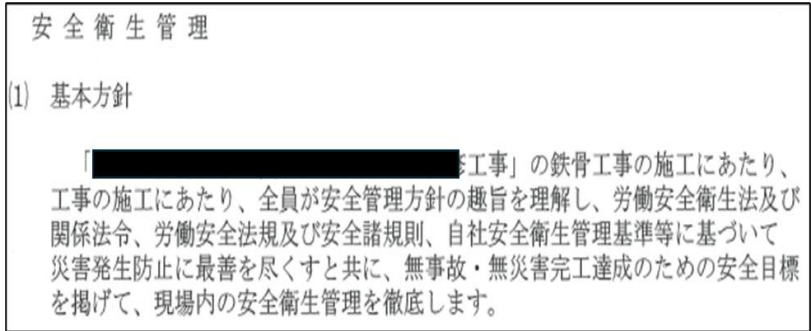 安全衛生管理
(1) 基本方針
「工事」の鉄骨工事の施工にあたり、
工事の施工にあたり、全員が安全管理方針の趣旨を理解し、労働安全衛生法及び
関係法令、労働安全法規及び安全諸規則、自社安全衛生管理基準等に基づいて
災害発生防止に最善を尽くすと共に、無事故・無災害完工達成のための安全目標
を掲げて、現場内の安全衛生管理を徹底します。